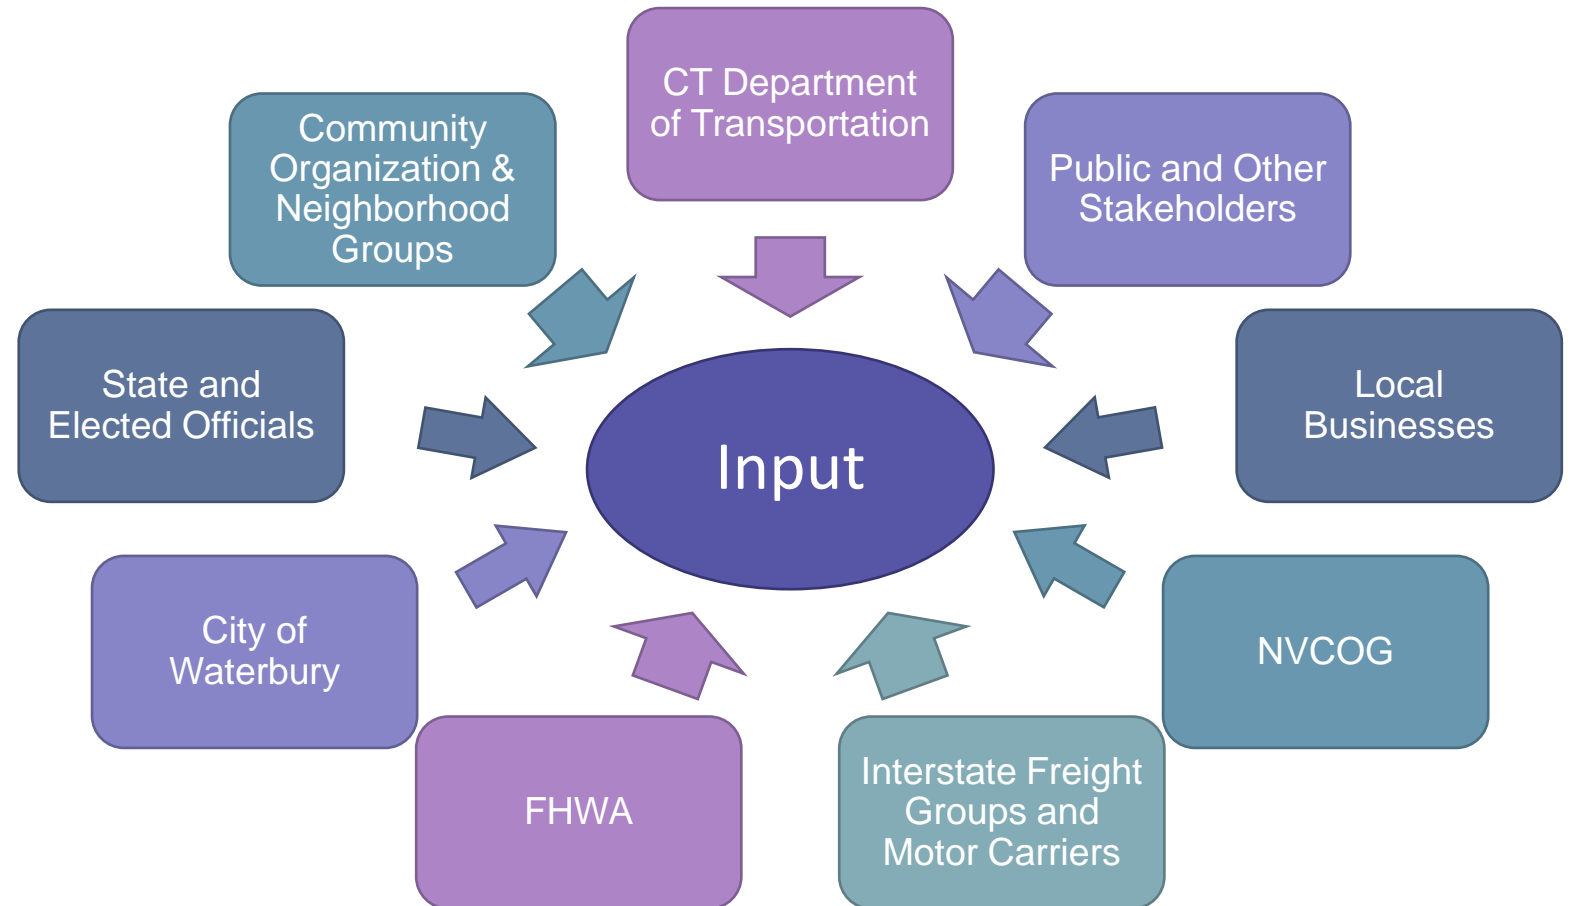 CT Department
of Transportation
Community
Organization &
Neighborhood
Groups
Public and Other
Stakeholders
State and
Elected Officials
Local
Businesses
Input
City of
Waterbury
NVCOG
FHWA
Interstate Freight
Groups and
Motor Carriers